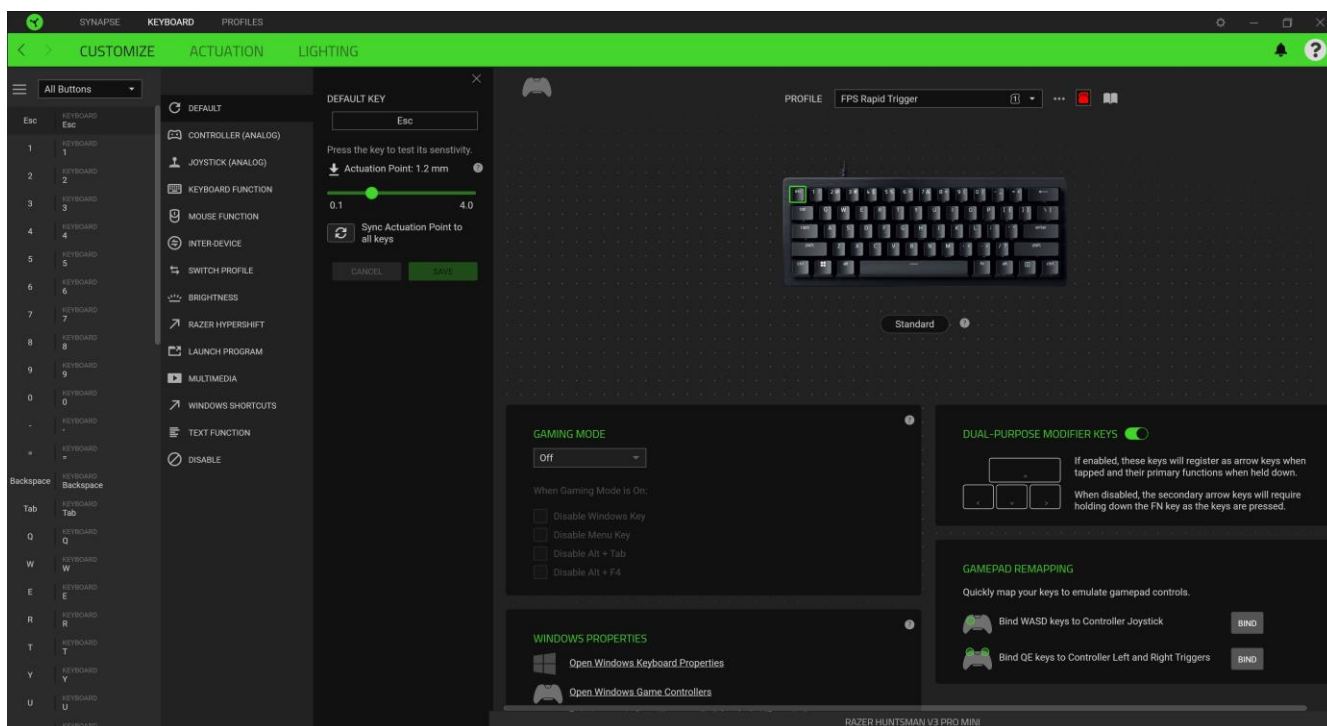 SYNAPSE KEYBOARD PROFILES
CUSTOMIZE ACTUATION LIGHTING
All Buttons
Esc KEYBOARD Esc
1 KEYBOARD 1
2 KEYBOARD 2
3 KEYBOARD 3
4 KEYBOARD 4
5 KEYBOARD 5
6 KEYBOARD 6
7 KEYBOARD 7
8 KEYBOARD 8
9 KEYBOARD 9
0 KEYBOARD 0
- KEYBOARD -
= KEYBOARD =
Backspace KEYBOARD Backspace
Tab KEYBOARD Tab
Q KEYBOARD Q
W KEYBOARD W
E KEYBOARD E
R KEYBOARD R
T KEYBOARD T
Y KEYBOARD Y
U KEYBOARD U
DEFAULT
CONTROLLER (ANALOG)
JOYSTICK (ANALOG)
KEYBOARD FUNCTION
MOUSE FUNCTION
INTER-DEVICE
SWITCH PROFILE
BRIGHTNESS
RAZER HYPERSHIFT
LAUNCH PROGRAM
MULTIMEDIA
WINDOWS SHORTCUTS
TEXT FUNCTION
DISABLE
DEFAULT KEY
Esc
Press the key to test its senstivity.
Actuation Point: 1.2 mm
0.1 4.0
Sync Actuation Point to
all keys
CANCEL SAVE
PROFILE FPS Rapid Trigger 1
Standard
GAMING MODE
Off
When Gaming Mode is On:
Disable Windows Key
Disable Menu Key
Disable Alt + Tab
Disable Alt + F4
WINDOWS PROPERTIES
Open Windows Keyboard Properties
Open Windows Game Controllers
DUAL-PURPOSE MODIFIER KEYS
If enabled, these keys will register as arrow keys when
tapped and their primary functions when held down.
When disabled, the secondary arrow keys will require
holding down the FN key as the keys are pressed.
GAMEPAD REMAPPING
Quickly map your keys to emulate gamepad controls.
Bind WASD keys to Controller Joystick BIND
Bind QE keys to Controller Left and Right Triggers BIND
RAZER HUNTSMAN V3 PRO MINI